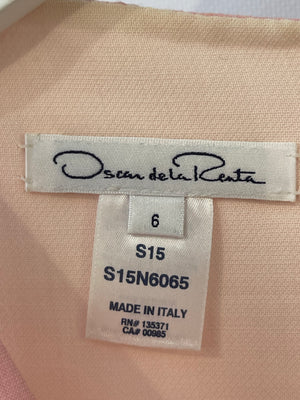 Oscar de la Renta
6
S15
S15N6065
MADE IN ITALY
RN# 135371
CA# 00985